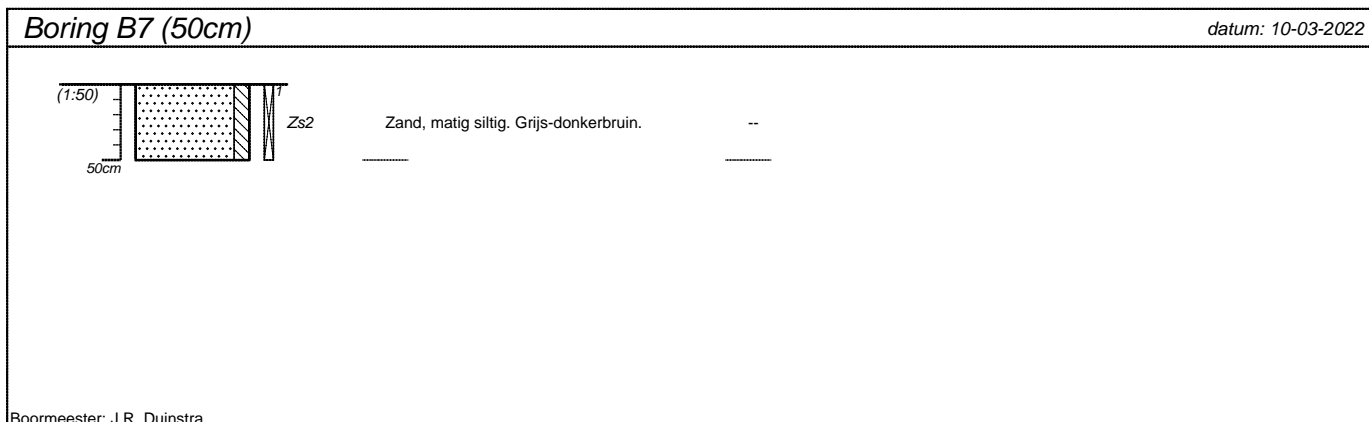 Boring B7 (50cm)
datum: 10-03-2022
(1:50)
1
Zs2
Zand, matig siltig. Grijs-donkerbruin.
--
50cm
Boormeester: J.R. Duinstra